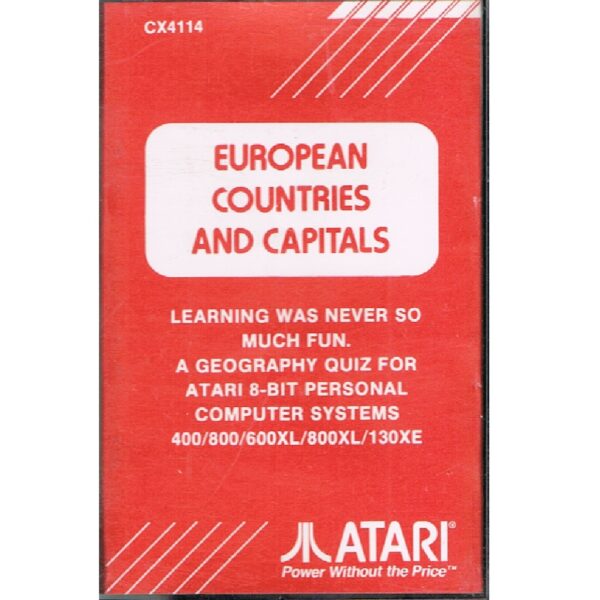 CX4114
EUROPEAN
COUNTRIES
AND CAPITALS
LEARNING WAS NEVER SO
MUCH FUN.
A GEOGRAPHY QUIZ FOR
ATARI 8-BIT PERSONAL
COMPUTER SYSTEMS
400/800/600XL/800XL/130XE
ATARI®
Power Without the Price™